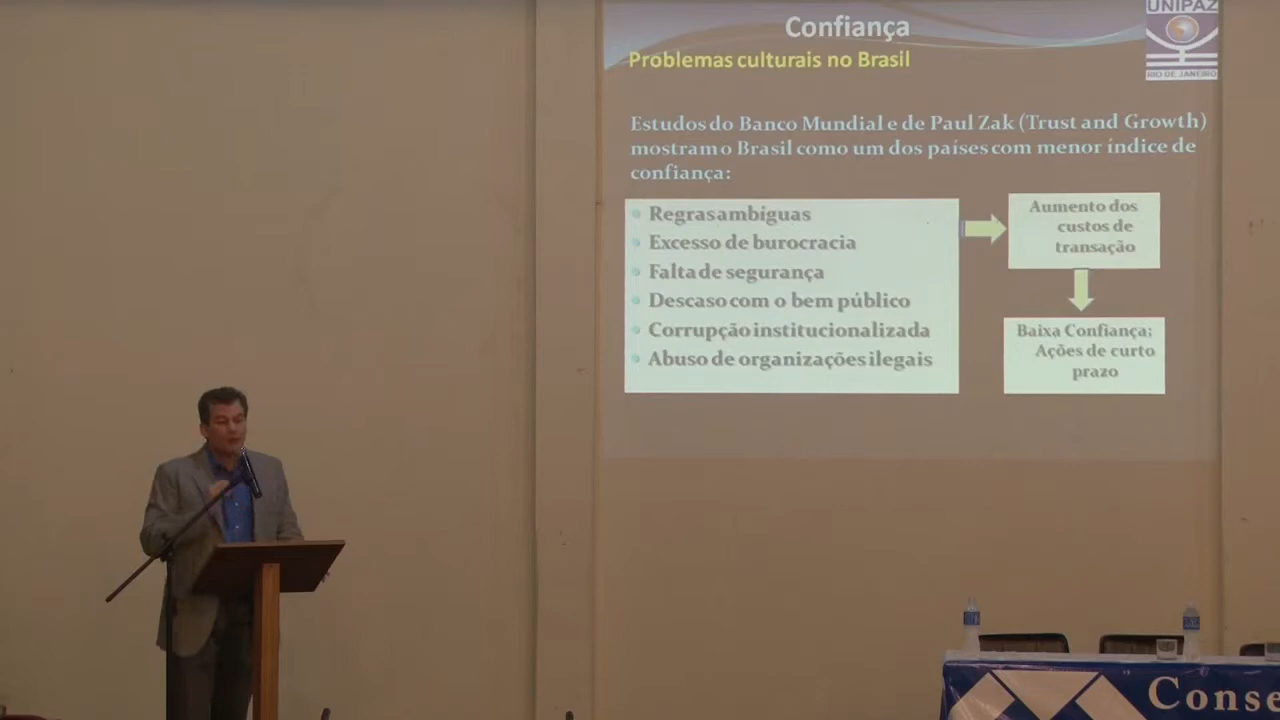 Confiança
Problemas culturais no Brasil
UNIPAZ
RIO DE JANEIRO
Estudos do Banco Mundial e de Paul Zak (Trust and Growth)
mostram o Brasil como um dos países com menor índice de
confiança:
Regras ambíguas
Excesso de burocracia
Falta de segurança
Descaso com o bem público
Corrupção institucionalizada
Abuso de organizações ilegais
Aumento dos
custos de
transação
Baixa Confiança;
Ações de curto
prazo
Conse